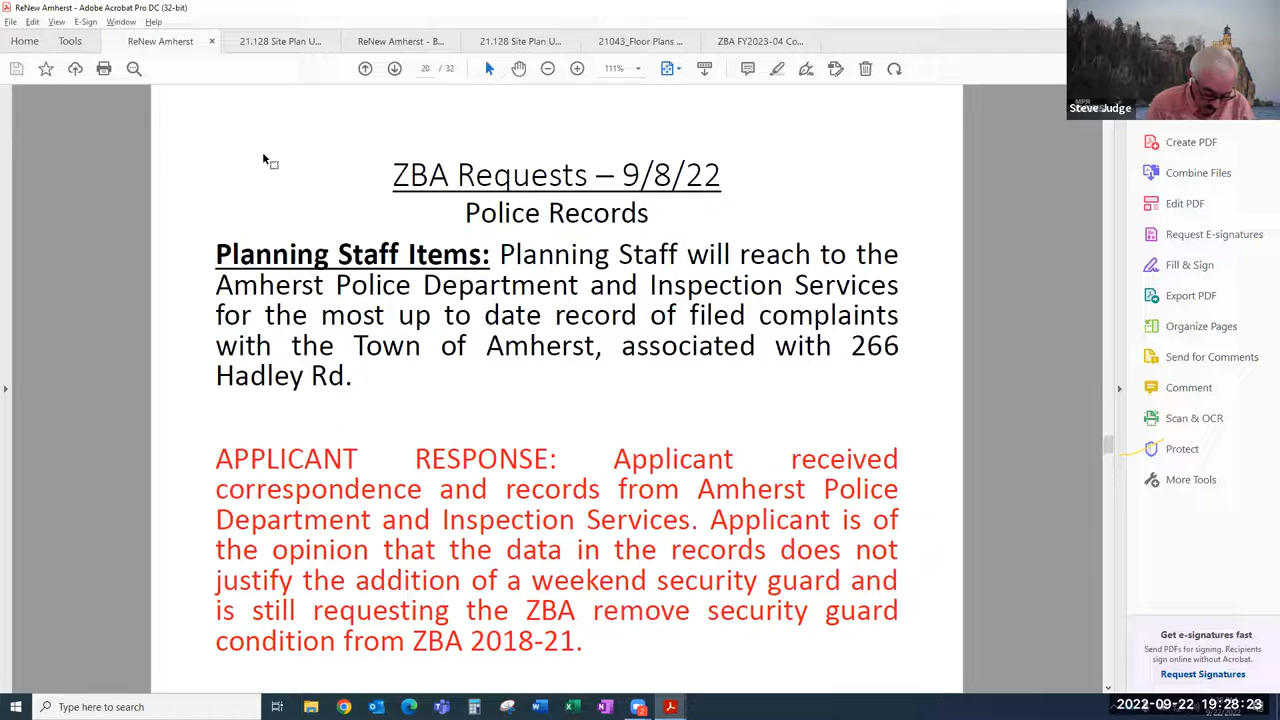 ReNew Amherst - Adobe Acrobat Pro DC (32-bit)
File Edit View E-Sign Window Help
Home Tools ReNew Amherst × 21.128 Site Plan U... ReNew Amherst - B... 21.128 Site Plan U... 21043_Floor Plans ... ZBA FY2023-04 Co...
20 / 32 111%
Steve Judge
ZBA Requests – 9/8/22
Police Records
Planning Staff Items: Planning Staff will reach to the
Amherst Police Department and Inspection Services
for the most up to date record of filed complaints
with the Town of Amherst, associated with 266
Hadley Rd.
APPLICANT RESPONSE: Applicant received
correspondence and records from Amherst Police
Department and Inspection Services. Applicant is of
the opinion that the data in the records does not
justify the addition of a weekend security guard and
is still requesting the ZBA remove security guard
condition from ZBA 2018-21.
Create PDF
Combine Files
Edit PDF
Request E-signatures
Fill & Sign
Export PDF
Organize Pages
Send for Comments
Comment
Scan & OCR
Protect
More Tools
Get e-signatures fast
Send PDFs for signing. Recipients
sign online without Acrobat.
Request Signatures
Type here to search
2022-09-22 19:28:23